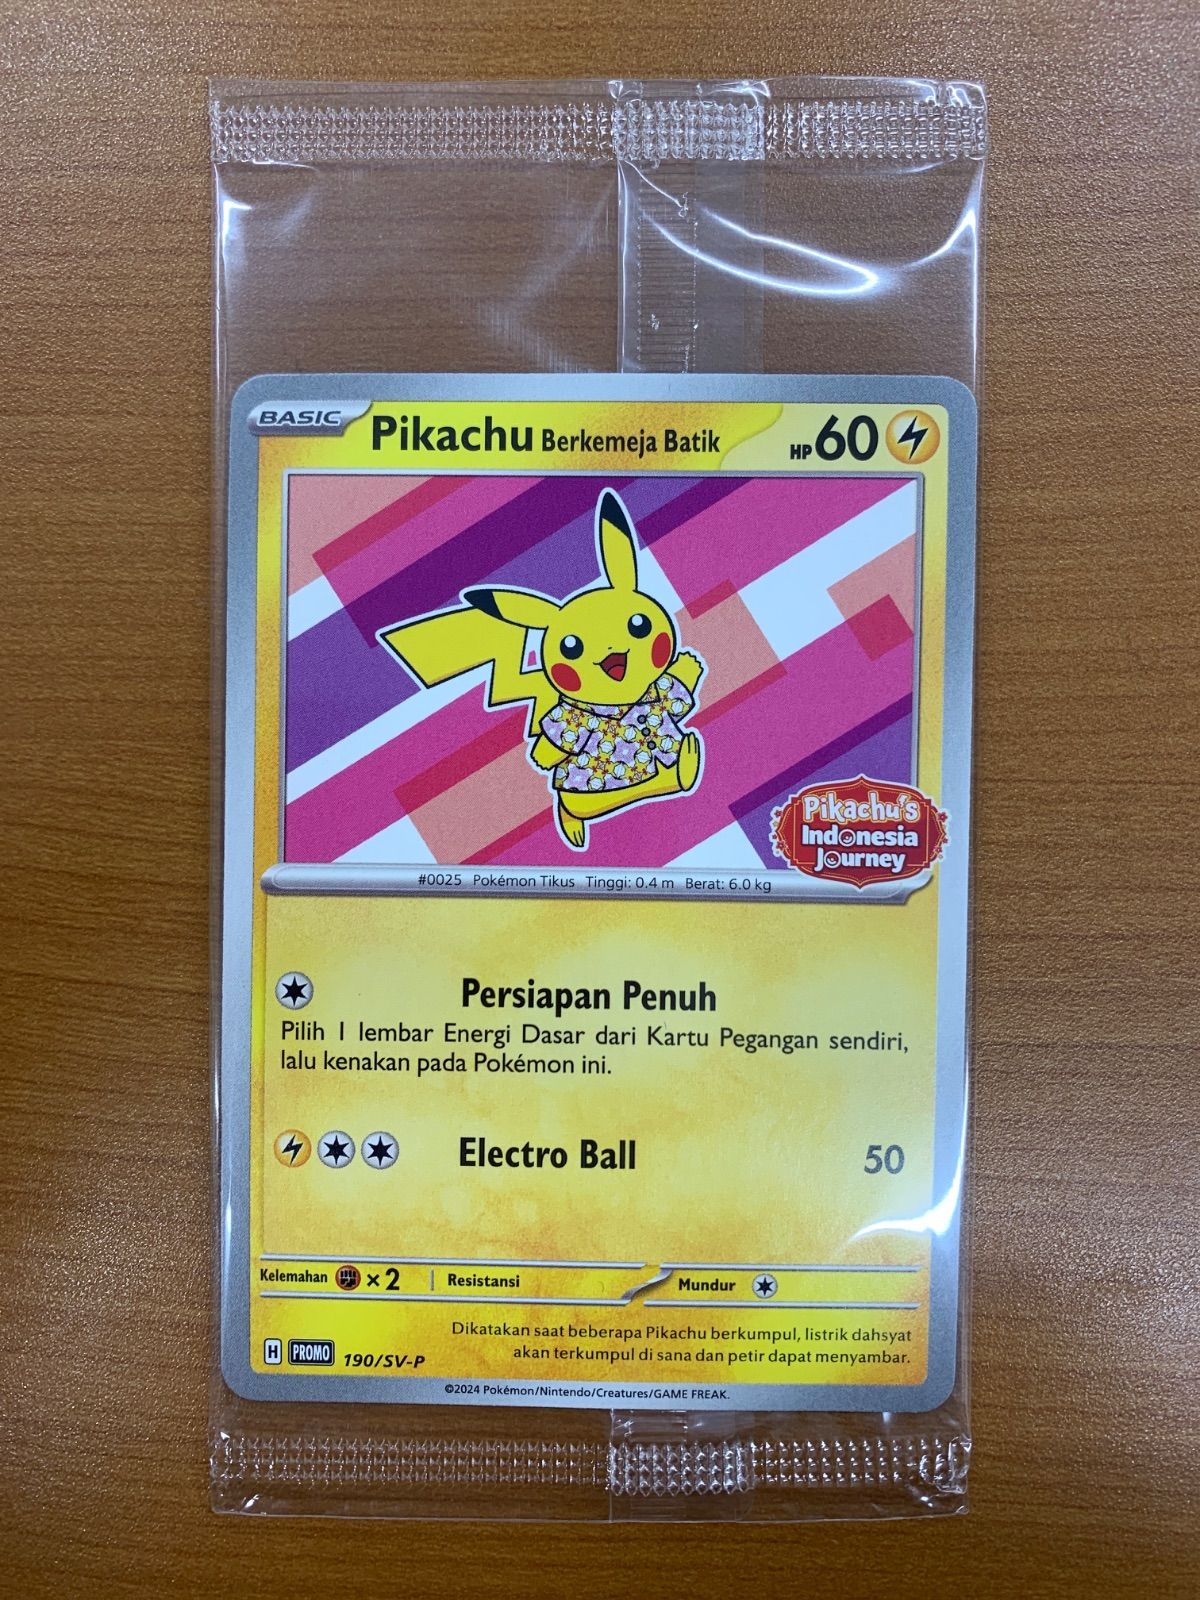 BASIC
Pikachu Berkemeja Batik
HP 60
Pikachu's
Indonesia
Journey
#0025 Pokémon Tikus Tinggi: 0.4 m Berat: 6.0 kg
Persiapan Penuh
Pilih 1 lembar Energi Dasar dari Kartu Pegangan sendiri,
lalu kenakan pada Pokémon ini.
Electro Ball 50
Kelemahan ×2 Resistansi Mundur
Dikatakan saat beberapa Pikachu berkumpul, listrik dahsyat
akan terkumpul di sana dan petir dapat menyambar.
H PROMO 190/SV-P
©2024 Pokémon/Nintendo/Creatures/GAME FREAK.